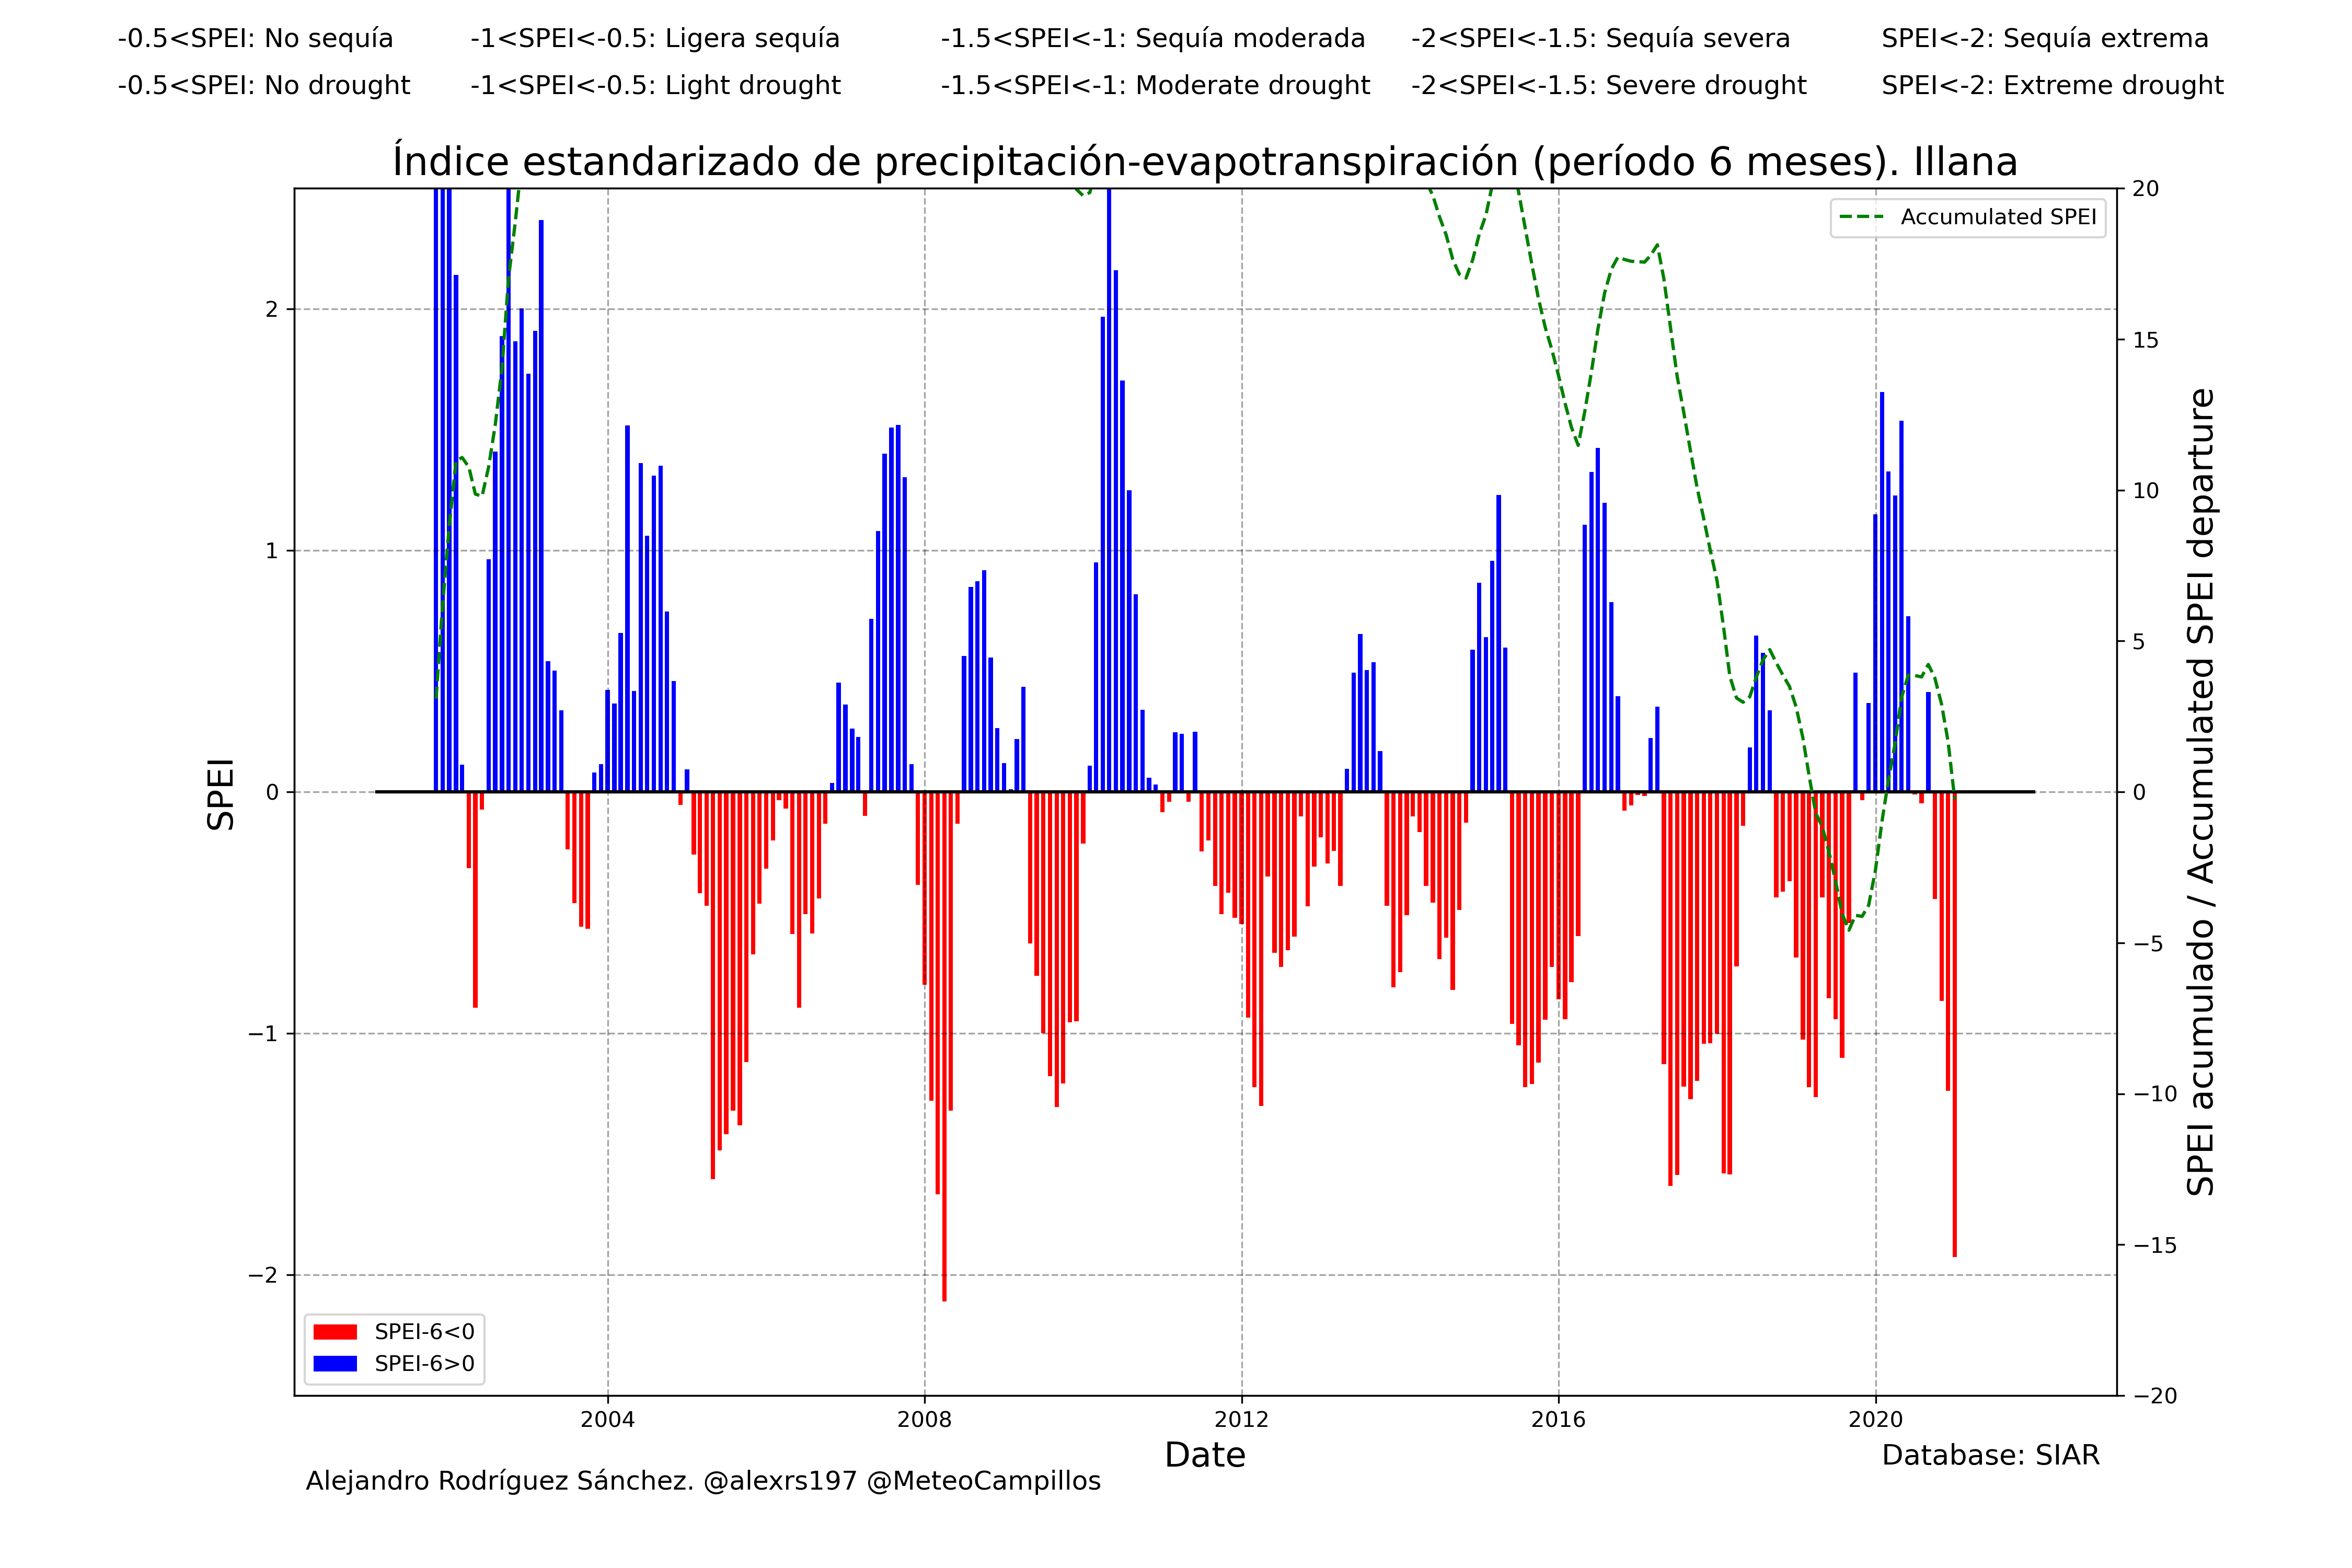 -0.5<SPEI: No sequía -1<SPEI<-0.5: Ligera sequía -1.5<SPEI<-1: Sequía moderada -2<SPEI<-1.5: Sequía severa SPEI<-2: Sequía extrema
-0.5<SPEI: No drought -1<SPEI<-0.5: Light drought -1.5<SPEI<-1: Moderate drought -2<SPEI<-1.5: Severe drought SPEI<-2: Extreme drought
Índice estandarizado de precipitación-evapotranspiración (período 6 meses). Illana
Accumulated SPEI
SPEI
2
1
0
−1
−2
20
15
10
5
0
−5
−10
−15
−20
SPEI acumulado / Accumulated SPEI departure
SPEI-6<0
SPEI-6>0
2004 2008 2012 2016 2020
Date
Database: SIAR
Alejandro Rodríguez Sánchez. @alexrs197 @MeteoCampillos